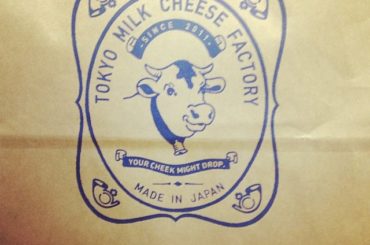 TOKYO MILK CHEESE FACTORY
·SINCE 2011·
YOUR CHEEK MIGHT DROP.
MADE IN JAPAN